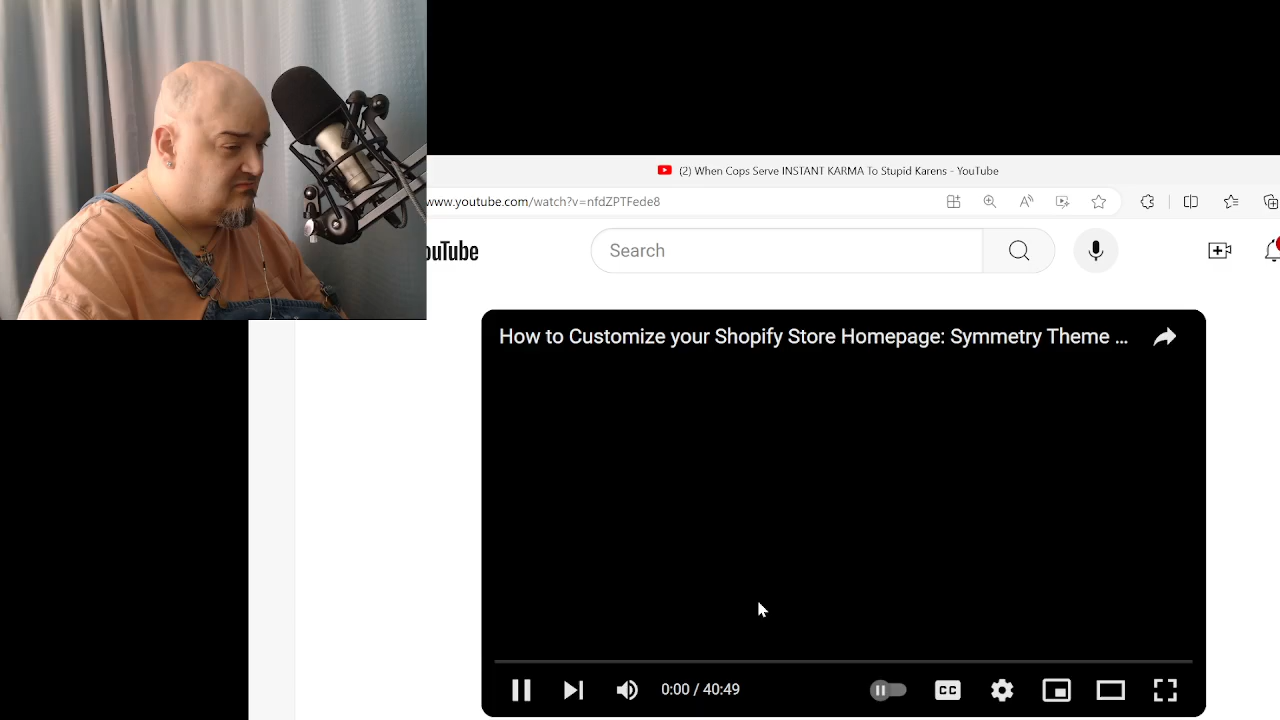 (2) When Cops Serve INSTANT KARMA To Stupid Karens - YouTube
www.youtube.com/watch?v=nfdZPTFede8
ouTube
Search
How to Customize your Shopify Store Homepage: Symmetry Theme ...
0:00 / 40:49
CC